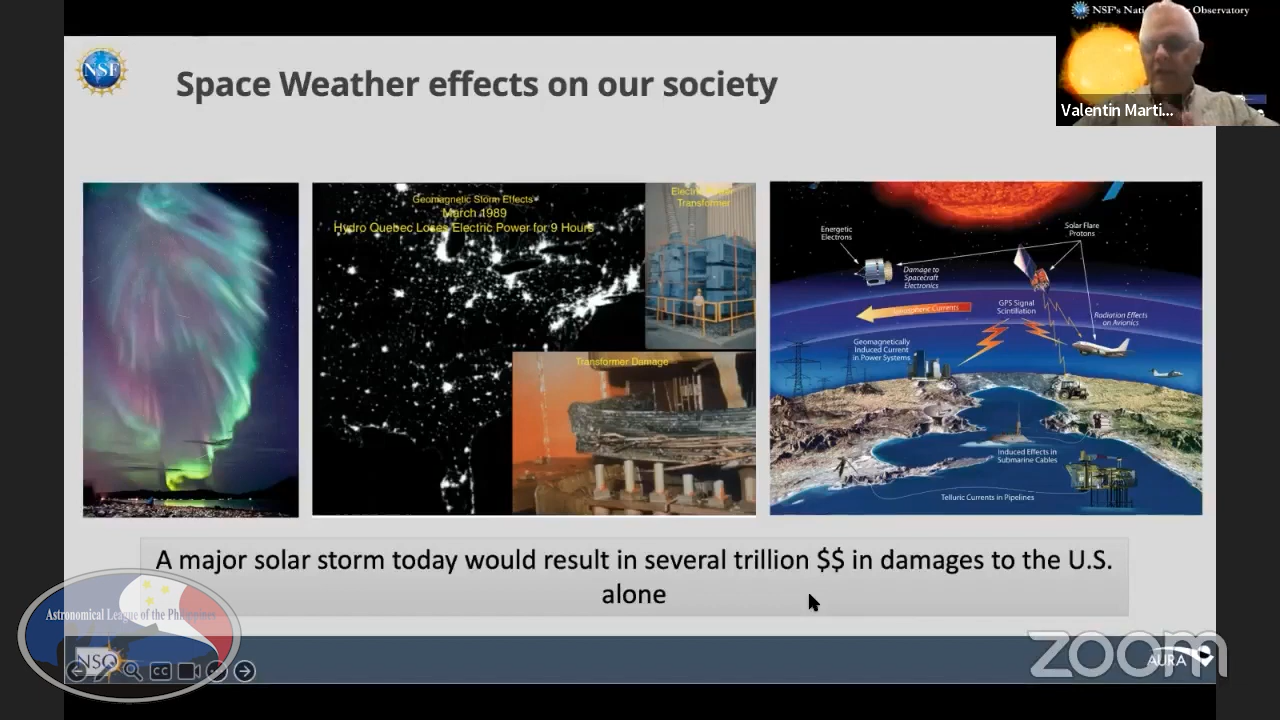 NSF's Nati
Observatory
Valentin Marti...
NSF
Space Weather effects on our society
Geomagnetic Storm Effects
March 1989
Hydro Quebec Loses Electric Power for 9 Hours
Transformer
Transformer Damage
Energetic
Electrons
Solar Flare
Protons
Damage to
Spacecraft
Electronics
GPS Signal
Scintillation
Currents
Radiation Effects
on Avionics
Geomagnetically
Induced Current
in Power Systems
Induced Effects in
Submarine Cables
Telluric Currents in Pipelines
A major solar storm today would result in several trillion $$ in damages to the U.S.
alone
Astronomical League of the Philippines
NSO
CC
zoom
AURA